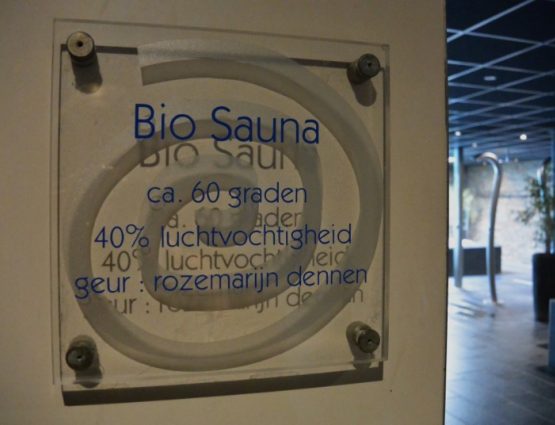 Bio Sauna
ca. 60 graden
40% luchtvochtigheid
geur : rozemarijn dennen